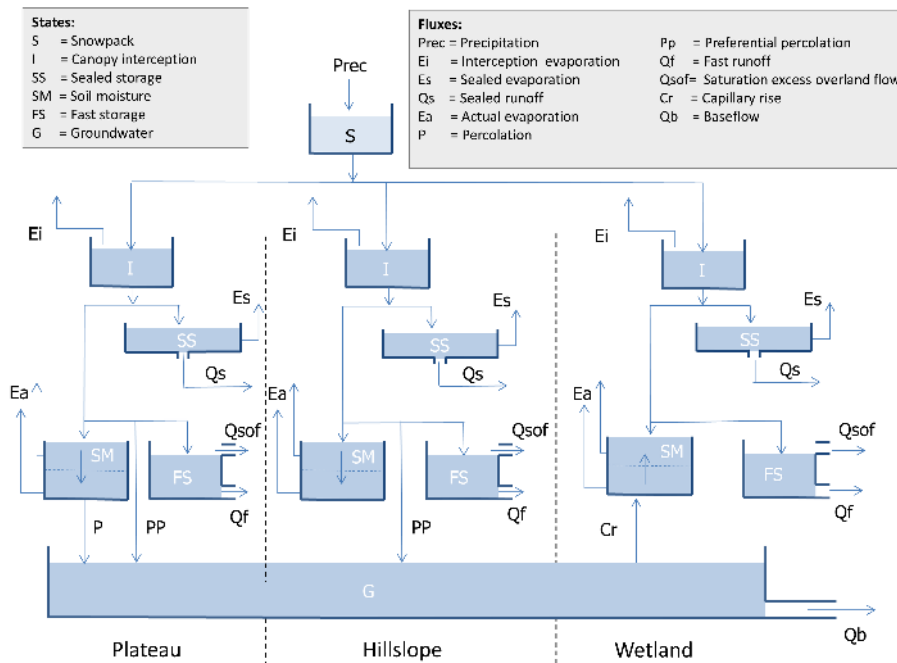 States:
S = Snowpack
I = Canopy interception
SS = Sealed storage
SM = Soil moisture
FS = Fast storage
G = Groundwater
Fluxes:
Prec = Precipitation
Ei = Interception evaporation
Es = Sealed evaporation
Qs = Sealed runoff
Ea = Actual evaporation
P = Percolation
Pp = Preferential percolation
Qf = Fast runoff
Qsof= Saturation excess overland flow
Cr = Capillary rise
Qb = Baseflow
Prec
S
Ei Ei Ei
I I I
Es Es Es
SS SS SS
Qs Qs Qs
Ea Ea Ea
Qsof Qsof Qsof
SM SM SM
FS FS FS
Qf Qf Qf
P PP PP Cr
G
Qb
Plateau Hillslope Wetland